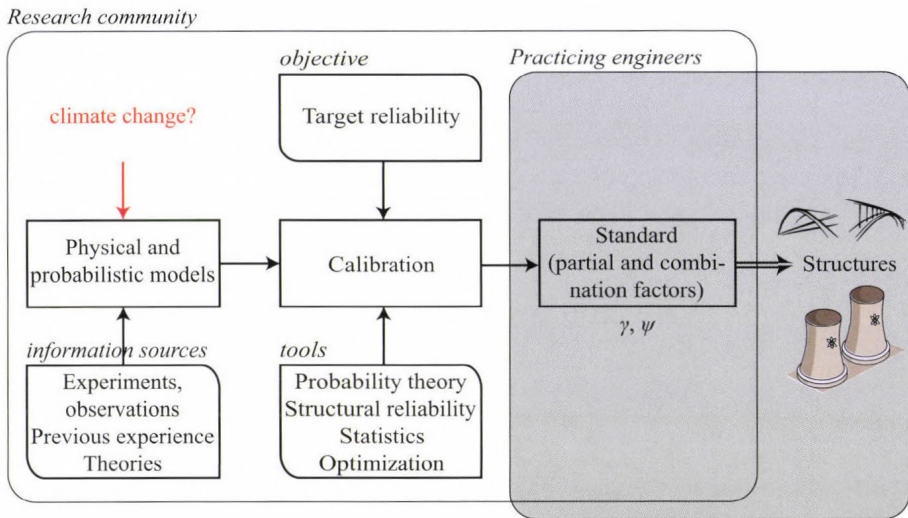 Research community
objective
Practicing engineers
climate change?
Target reliability
Physical and
probabilistic models
Calibration
Standard
(partial and combi-
nation factors)
Structures
γ, ψ
information sources
tools
Experiments,
observations
Previous experience
Theories
Probability theory
Structural reliability
Statistics
Optimization